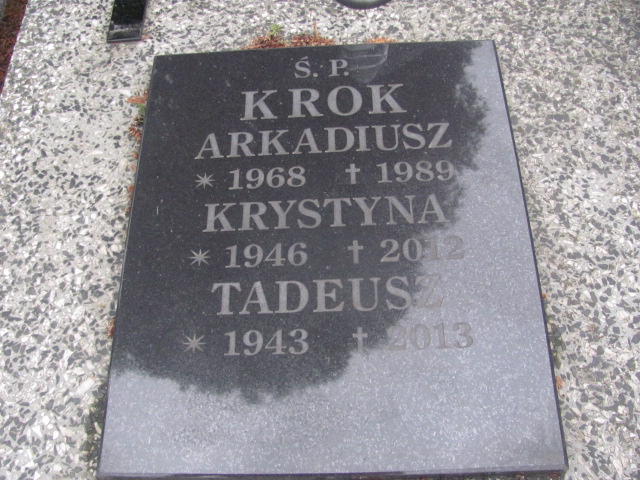 Ś. P.
KROK
ARKADIUSZ
* 1968 † 1989
KRYSTYNA
* 1946 † 2012
TADEUSZ
* 1943 † 2013